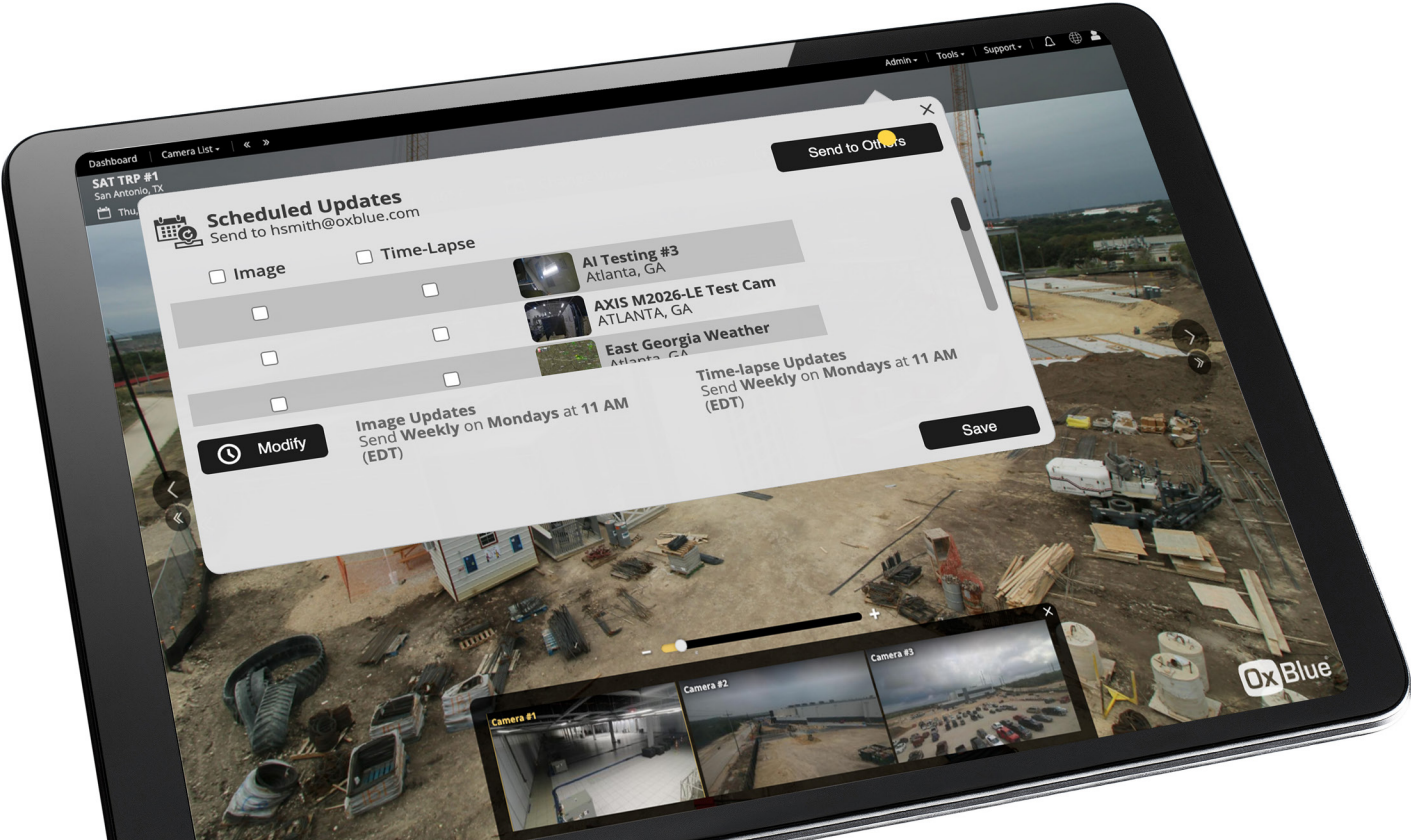 Admin
Tools
Support
Dashboard
Camera List
«
»
SAT TRP #1
San Antonio, TX
Thu,
Send to Others
Scheduled Updates
Send to hsmith@oxblue.com
Image
Time-Lapse
AI Testing #3
Atlanta, GA
AXIS M2026-LE Test Cam
ATLANTA, GA
East Georgia Weather
Atlanta, GA
Modify
Image Updates
Send Weekly on Mondays at 11 AM
(EDT)
Time-lapse Updates
Send Weekly on Mondays at 11 AM
(EDT)
Save
Camera #1
Camera #2
Camera #3
OxBlue